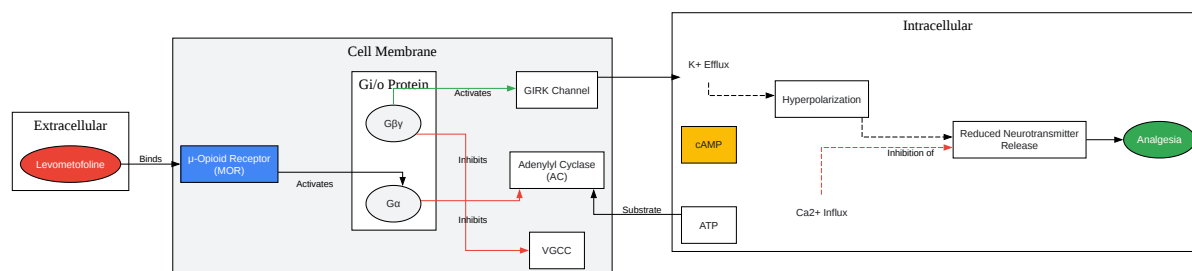 Extracellular
Levometofoline
Binds
Cell Membrane
μ-Opioid Receptor
(MOR)
Activates
Gi/o Protein
Gβγ
Gα
Activates
Inhibits
Inhibits
GIRK Channel
Adenylyl Cyclase
(AC)
VGCC
Substrate
Intracellular
K+ Efflux
Hyperpolarization
cAMP
ATP
Ca2+ Influx
Inhibition of
Reduced Neurotransmitter
Release
Analgesia